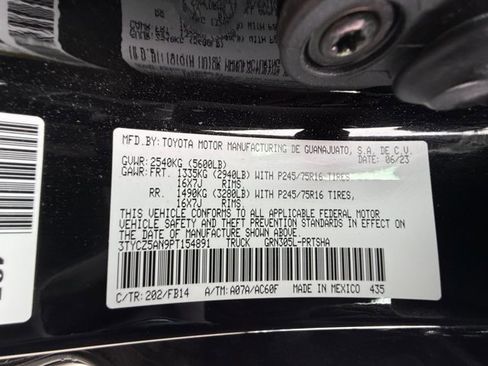 MFD.BY:TOYOTA MOTOR MANUFACTURING DE GUANAJUATO, S.A. DE C.V.
GVWR:2540KG (5600LB) DATE: 06/23
GAWR:FRT. 1335KG (2940LB) WITH P245/75R16 TIRES
16X7J RIMS
RR. 1490KG (3280LB) WITH P245/75R16 TIRES
16X7J RIMS
THIS VEHICLE CONFORMS TO ALL APPLICABLE FEDERAL MOTOR
VEHICLE SAFETY AND THEFT PREVENTION STANDARDS IN EFFECT ON
THE DATE OF MANUFACTURE SHOWN ABOVE.
3TYCZ5AN9PT154891 TRUCK GRN305L-PRTSHA
C/TR:202/FB14 A/TM:A07A/AC60F MADE IN MEXICO 435